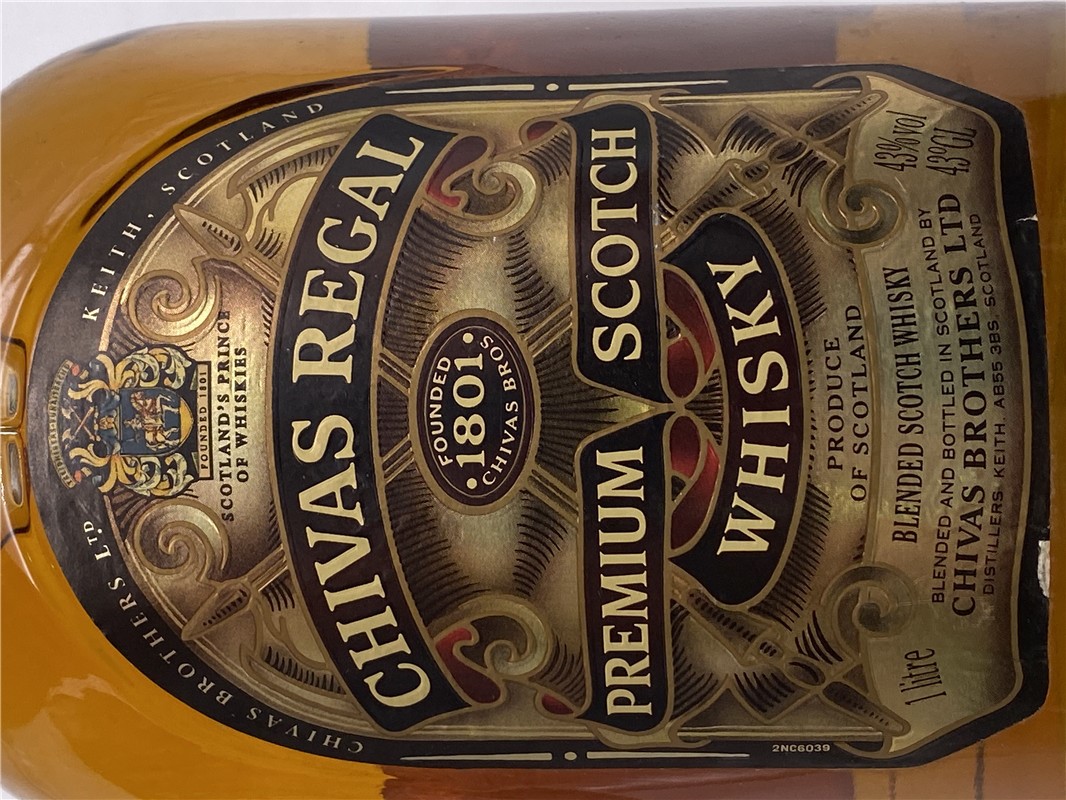 CHIVAS BROTHERS LTD. KEITH, SCOTLAND
FOUNDED 1801
SCOTLAND'S PRINCE
OF WHISKIES
CHIVAS REGAL
FOUNDED
1801
CHIVAS BROS
PREMIUM SCOTCH
WHISKY
PRODUCE
OF SCOTLAND
1 litre
43%vol
43°GL
BLENDED SCOTCH WHISKY
BLENDED AND BOTTLED IN SCOTLAND BY
CHIVAS BROTHERS LTD
DISTILLERS· KEITH, AB55 3BS, SCOTLAND
2NC6039